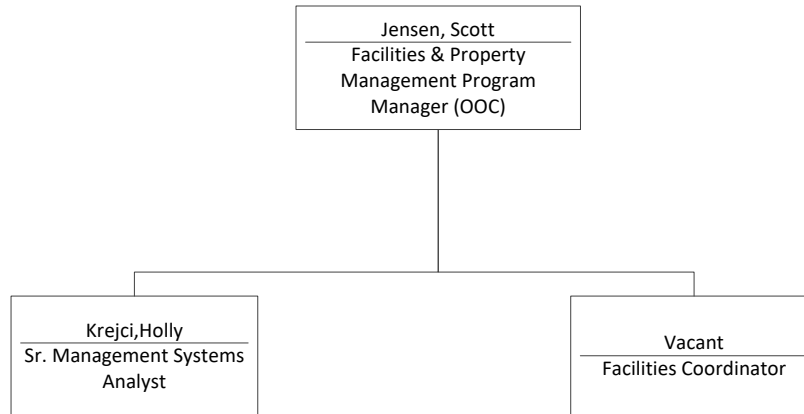 Jensen, Scott
Facilities & Property
Management Program
Manager (OOC)
Krejci,Holly
Sr. Management Systems
Analyst
Vacant
Facilities Coordinator